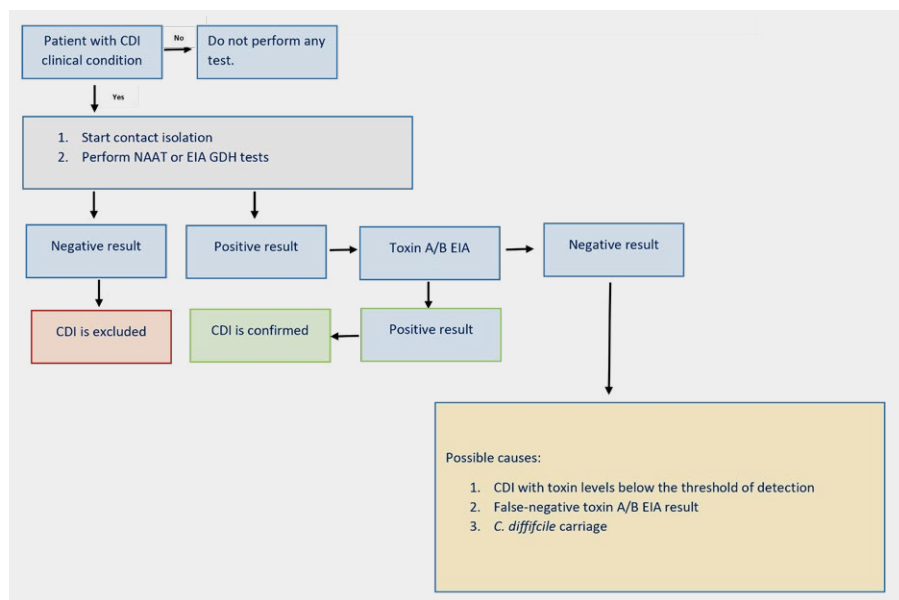 Patient with CDI
clinical condition
No
Do not perform any
test.
Yes
1. Start contact isolation
2. Perform NAAT or EIA GDH tests
Negative result
Positive result
Toxin A/B EIA
Negative result
CDI is excluded
CDI is confirmed
Positive result
Possible causes:
1. CDI with toxin levels below the threshold of detection
2. False-negative toxin A/B EIA result
3. C. diffifcile carriage